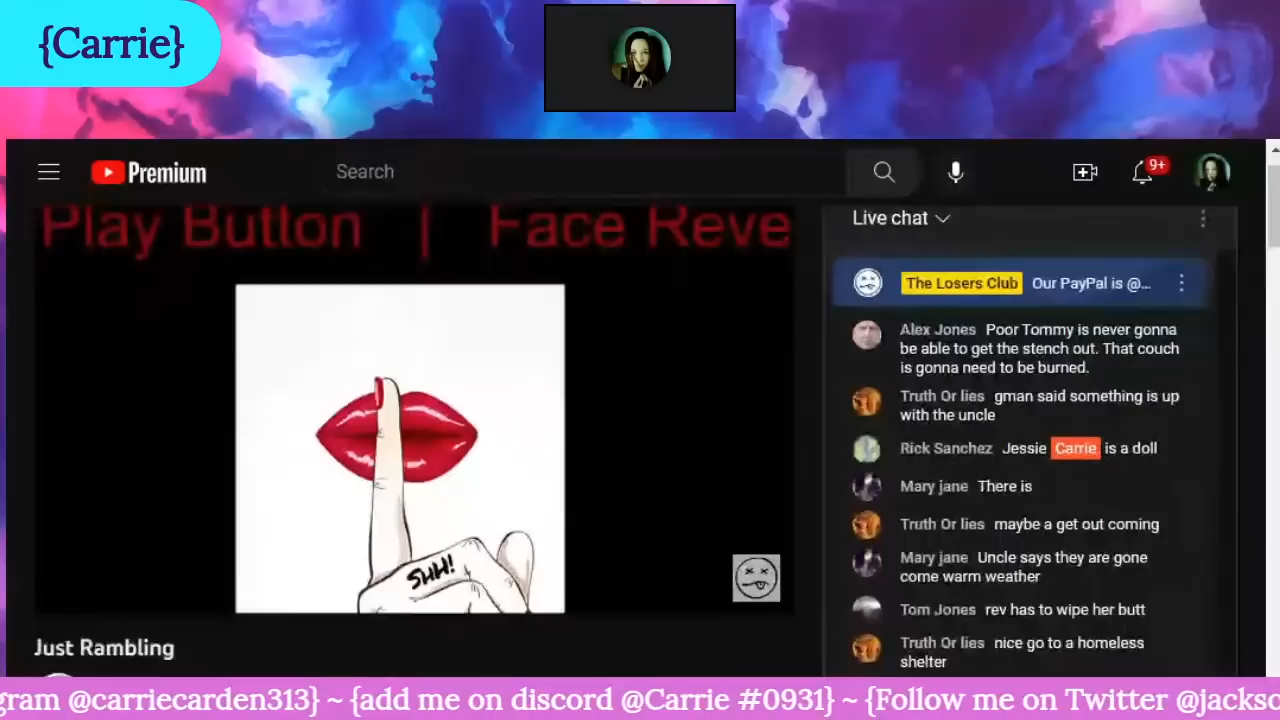 {Carrie}
Premium
Search
9+
Play Button | Face Reve
Live chat
The Losers Club Our PayPal is @...
Alex Jones Poor Tommy is never gonna
be able to get the stench out. That couch
is gonna need to be burned.
Truth Or lies gman said something is up
with the uncle
Rick Sanchez Jessie Carrie is a doll
Mary jane There is
Truth Or lies maybe a get out coming
Mary jane Uncle says they are gone
come warm weather
Tom Jones rev has to wipe her butt
Truth Or lies nice go to a homeless
shelter
SHH!
Just Rambling
gram @carriecarden313} ~ {add me on discord @Carrie #0931} ~ {Follow me on Twitter @jackso